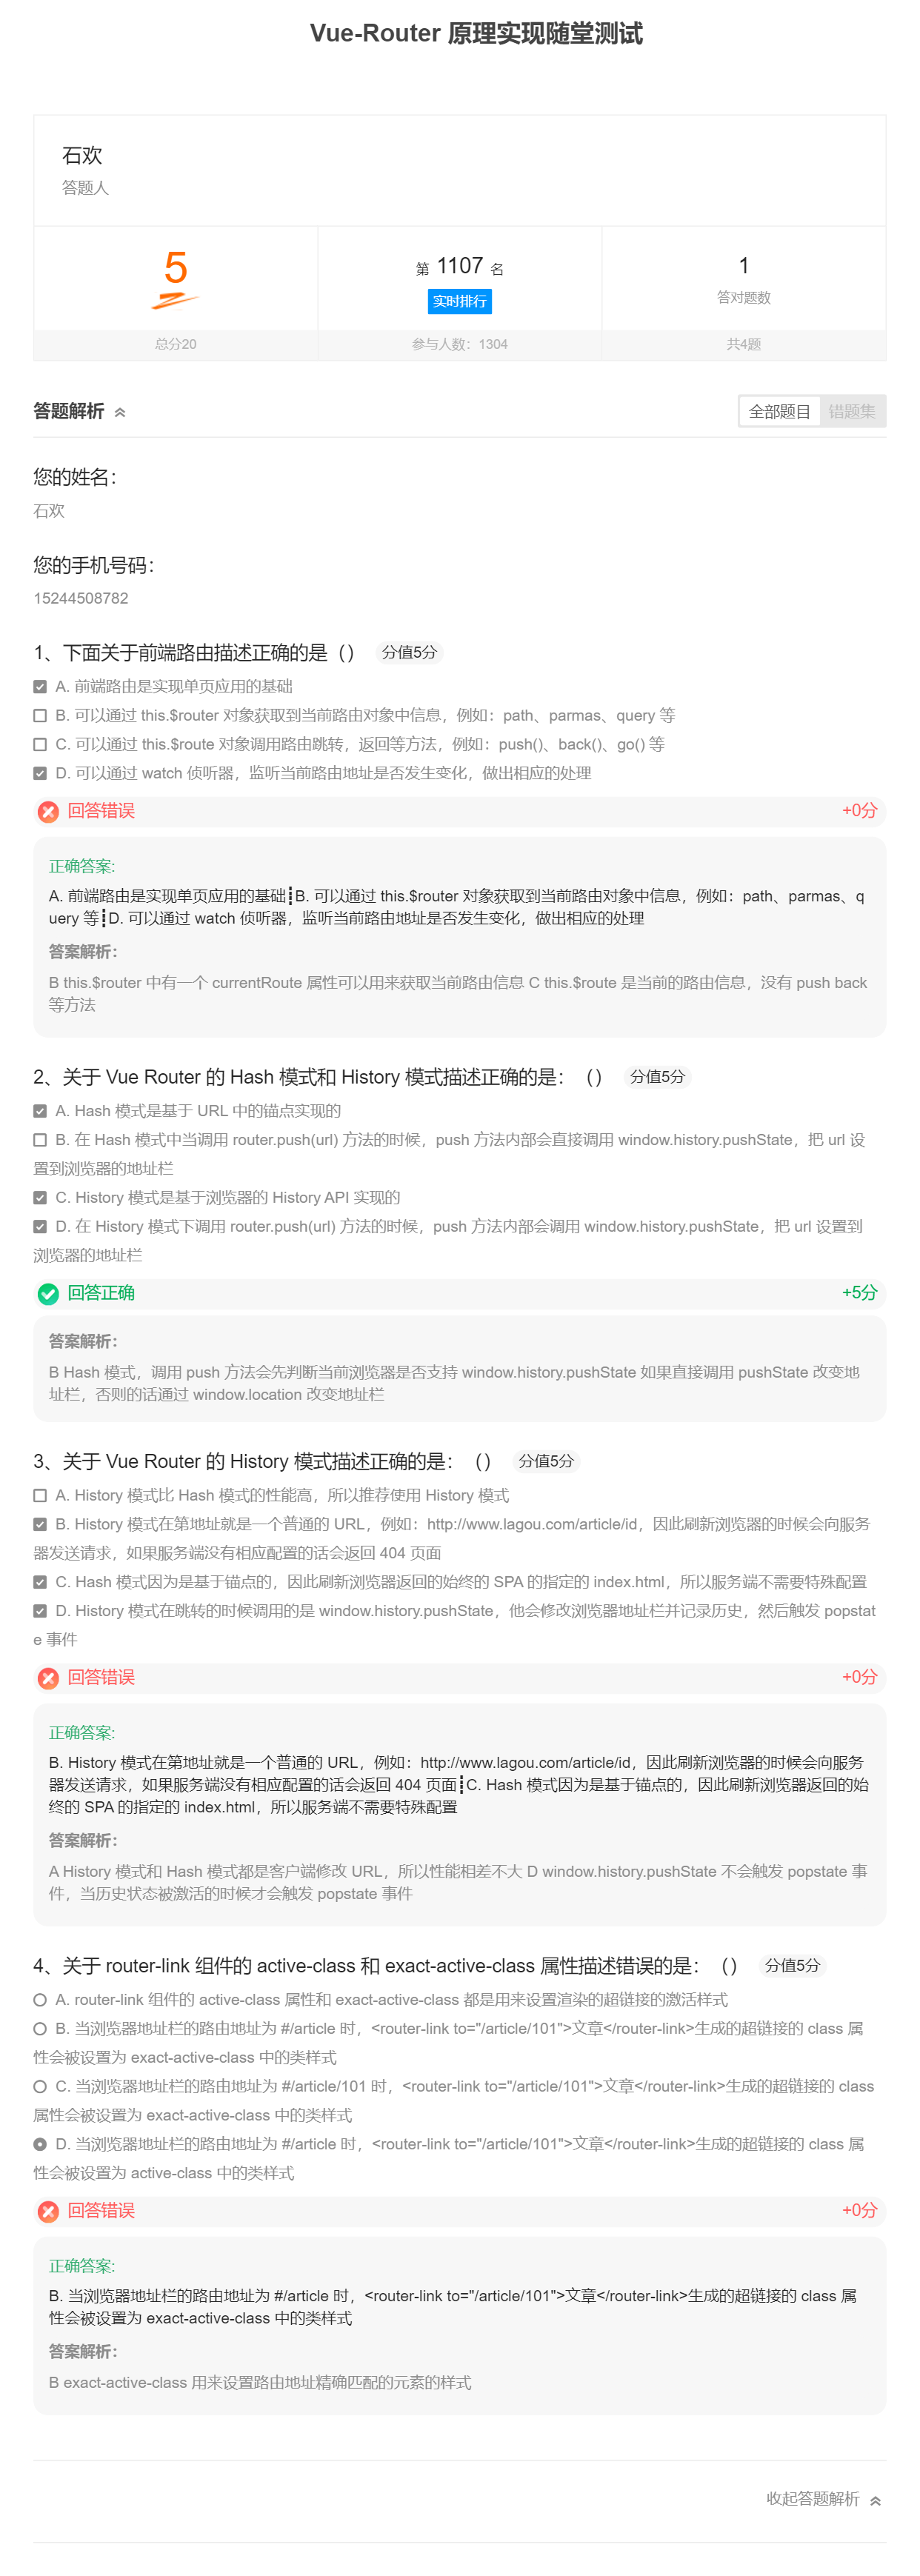 Vue-Router 原理实现随堂测试
石欢
答题人
5
第 1107 名
实时排行
1
答对题数
总分20
参与人数：1304
共4题
答题解析
全部题目 错题集
您的姓名：
石欢
您的手机号码：
15244508782
1、下面关于前端路由描述正确的是（） 分值5分
A. 前端路由是实现单页应用的基础
B. 可以通过 this.$router 对象获取到当前路由对象中信息，例如：path、parmas、query 等
C. 可以通过 this.$route 对象调用路由跳转，返回等方法，例如：push()、back()、go() 等
D. 可以通过 watch 侦听器，监听当前路由地址是否发生变化，做出相应的处理
回答错误 +0分
正确答案:
A. 前端路由是实现单页应用的基础┋B. 可以通过 this.$router 对象获取到当前路由对象中信息，例如：path、parmas、q
uery 等┋D. 可以通过 watch 侦听器，监听当前路由地址是否发生变化，做出相应的处理
答案解析：
B this.$router 中有一个 currentRoute 属性可以用来获取当前路由信息 C this.$route 是当前的路由信息，没有 push back
等方法
2、关于 Vue Router 的 Hash 模式和 History 模式描述正确的是：（） 分值5分
A. Hash 模式是基于 URL 中的锚点实现的
B. 在 Hash 模式中当调用 router.push(url) 方法的时候，push 方法内部会直接调用 window.history.pushState，把 url 设
置到浏览器的地址栏
C. History 模式是基于浏览器的 History API 实现的
D. 在 History 模式下调用 router.push(url) 方法的时候，push 方法内部会调用 window.history.pushState，把 url 设置到
浏览器的地址栏
回答正确 +5分
答案解析：
B Hash 模式，调用 push 方法会先判断当前浏览器是否支持 window.history.pushState 如果直接调用 pushState 改变地
址栏，否则的话通过 window.location 改变地址栏
3、关于 Vue Router 的 History 模式描述正确的是：（） 分值5分
A. History 模式比 Hash 模式的性能高，所以推荐使用 History 模式
B. History 模式在第地址就是一个普通的 URL，例如：http://www.lagou.com/article/id，因此刷新浏览器的时候会向服务
器发送请求，如果服务端没有相应配置的话会返回 404 页面
C. Hash 模式因为是基于锚点的，因此刷新浏览器返回的始终的 SPA 的指定的 index.html，所以服务端不需要特殊配置
D. History 模式在跳转的时候调用的是 window.history.pushState，他会修改浏览器地址栏并记录历史，然后触发 popstat
e 事件
回答错误 +0分
正确答案:
B. History 模式在第地址就是一个普通的 URL，例如：http://www.lagou.com/article/id，因此刷新浏览器的时候会向服务
器发送请求，如果服务端没有相应配置的话会返回 404 页面┋C. Hash 模式因为是基于锚点的，因此刷新浏览器返回的始
终的 SPA 的指定的 index.html，所以服务端不需要特殊配置
答案解析：
A History 模式和 Hash 模式都是客户端修改 URL，所以性能相差不大 D window.history.pushState 不会触发 popstate 事
件，当历史状态被激活的时候才会触发 popstate 事件
4、关于 router-link 组件的 active-class 和 exact-active-class 属性描述错误的是：（） 分值5分
A. router-link 组件的 active-class 属性和 exact-active-class 都是用来设置渲染的超链接的激活样式
B. 当浏览器地址栏的路由地址为 #/article 时，<router-link to="/article/101">文章</router-link>生成的超链接的 class 属
性会被设置为 exact-active-class 中的类样式
C. 当浏览器地址栏的路由地址为 #/article/101 时，<router-link to="/article/101">文章</router-link>生成的超链接的 class
属性会被设置为 exact-active-class 中的类样式
D. 当浏览器地址栏的路由地址为 #/article 时，<router-link to="/article/101">文章</router-link>生成的超链接的 class 属
性会被设置为 active-class 中的类样式
回答错误 +0分
正确答案:
B. 当浏览器地址栏的路由地址为 #/article 时，<router-link to="/article/101">文章</router-link>生成的超链接的 class 属
性会被设置为 exact-active-class 中的类样式
答案解析：
B exact-active-class 用来设置路由地址精确匹配的元素的样式
收起答题解析